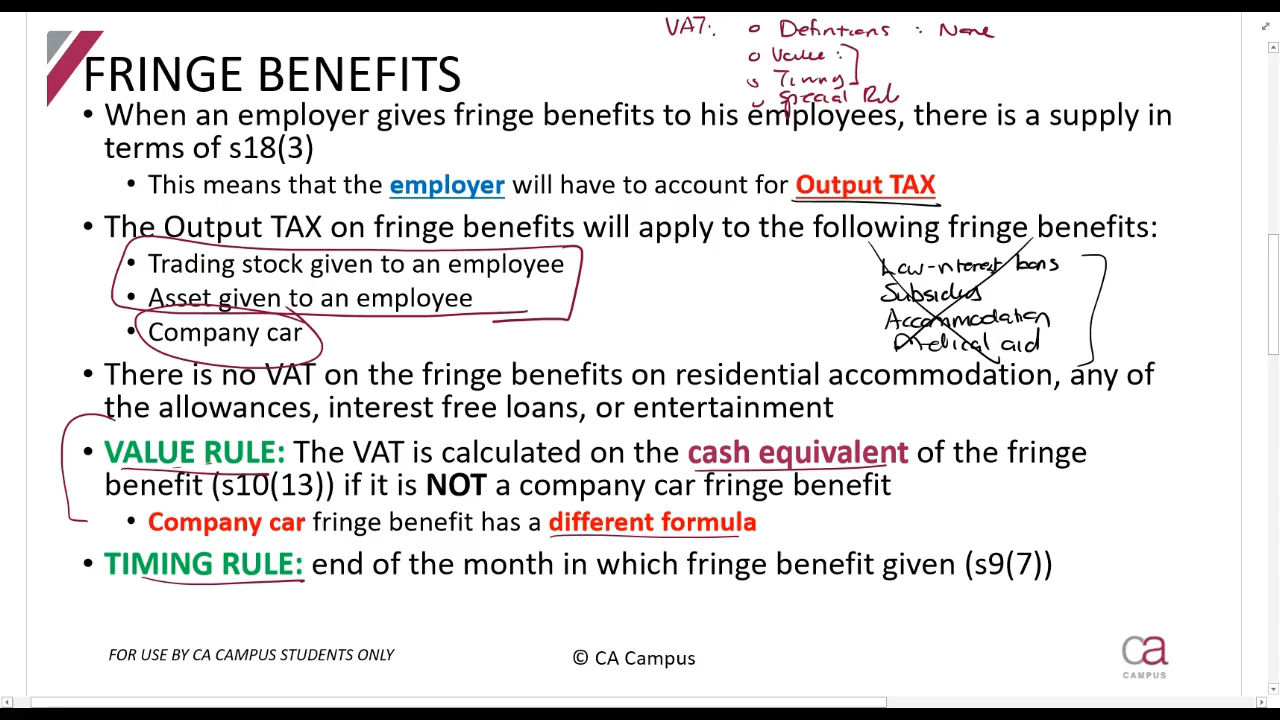 VAT: • Definitions : None
• Value :
• Timing
• Special Rul
FRINGE BENEFITS
• When an employer gives fringe benefits to his employees, there is a supply in
terms of s18(3)
• This means that the employer will have to account for Output TAX
• The Output TAX on fringe benefits will apply to the following fringe benefits:
• Trading stock given to an employee
• Asset given to an employee
• Company car
Low-interest loans
Subsidies
Accommodation
Medical aid
• There is no VAT on the fringe benefits on residential accommodation, any of
the allowances, interest free loans, or entertainment
• VALUE RULE: The VAT is calculated on the cash equivalent of the fringe
benefit (s10(13)) if it is NOT a company car fringe benefit
• Company car fringe benefit has a different formula
• TIMING RULE: end of the month in which fringe benefit given (s9(7))
FOR USE BY CA CAMPUS STUDENTS ONLY
© CA Campus
ca
CAMPUS